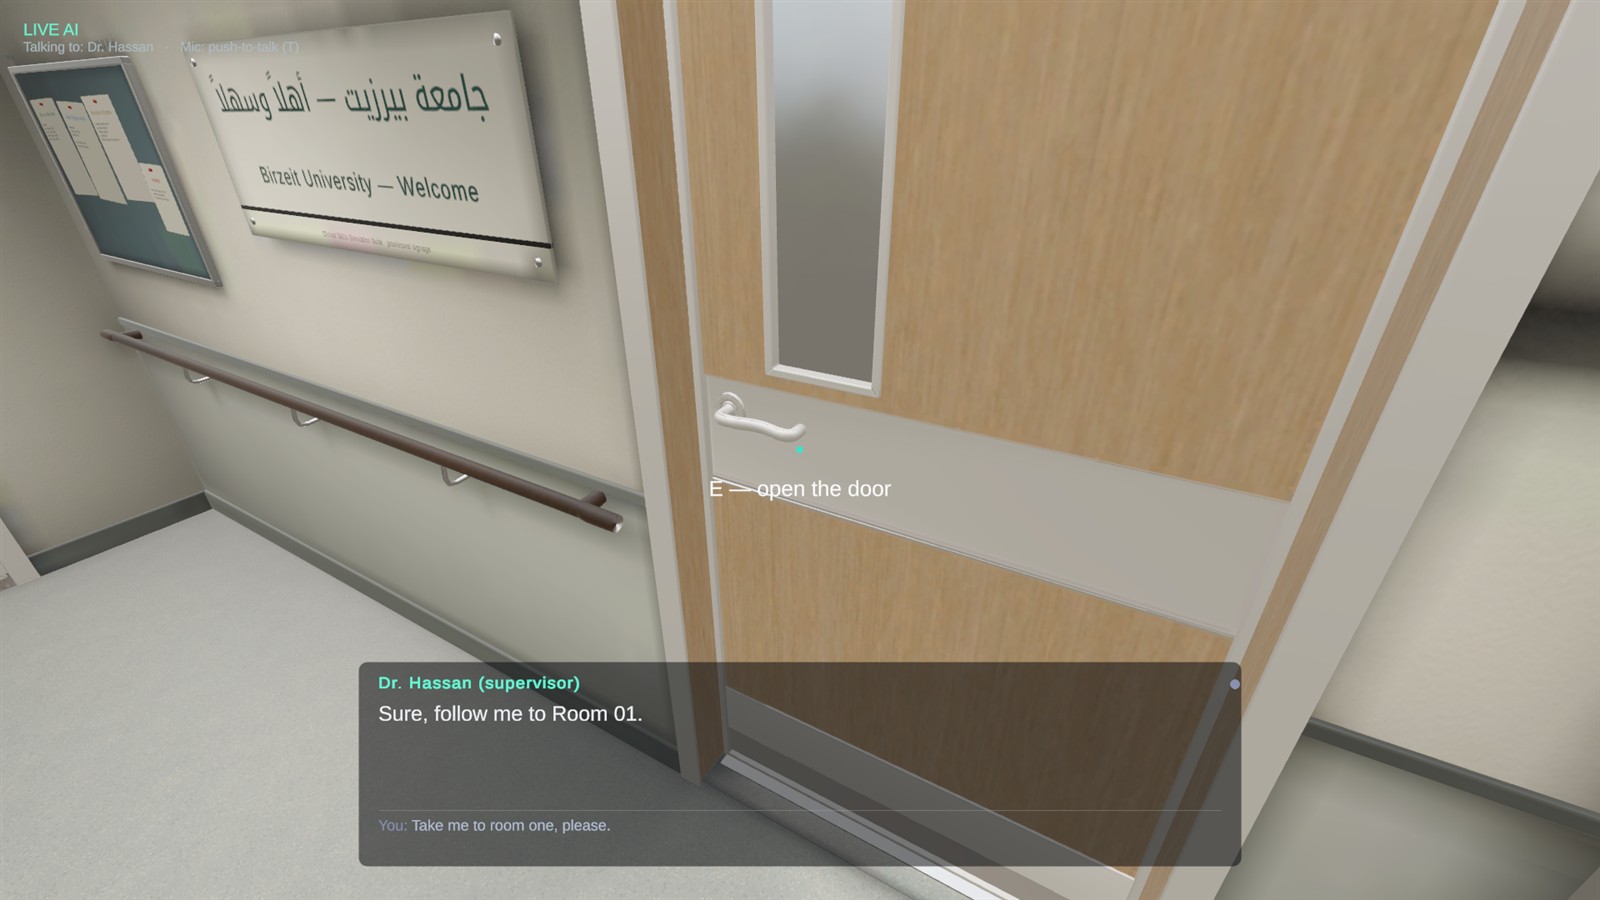 LIVE AI
Talking to: Dr. Hassan · Mic: push-to-talk (T)
جامعة بيرزيت — أهلاً وسهلاً
Birzeit University — Welcome
E — open the door
Dr. Hassan (supervisor)
Sure, follow me to Room 01.
You: Take me to room one, please.